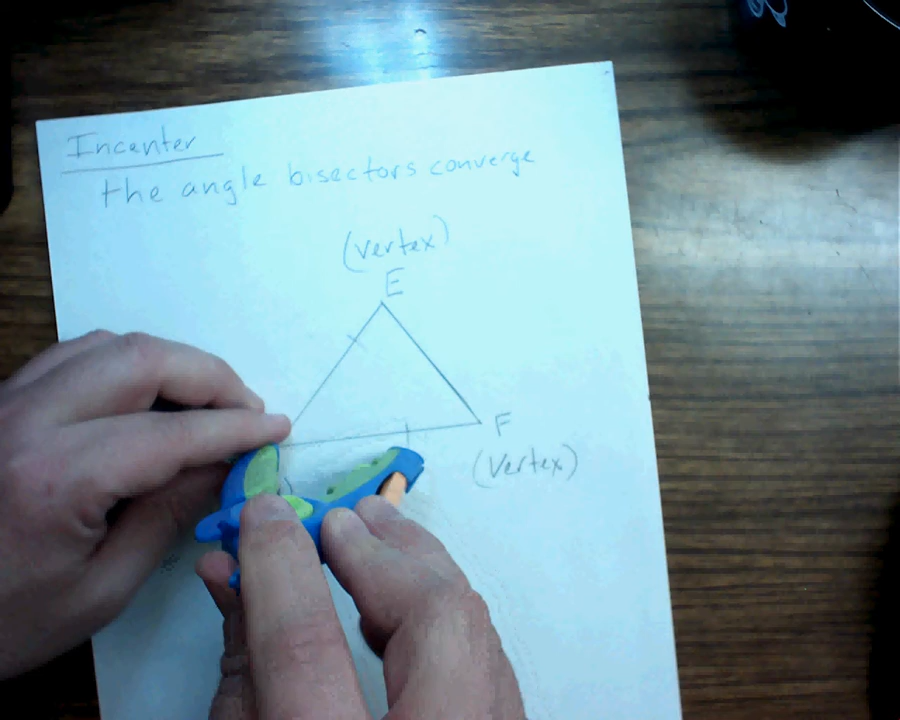 Incenter
the angle bisectors converge
(vertex)
E
F
(vertex)